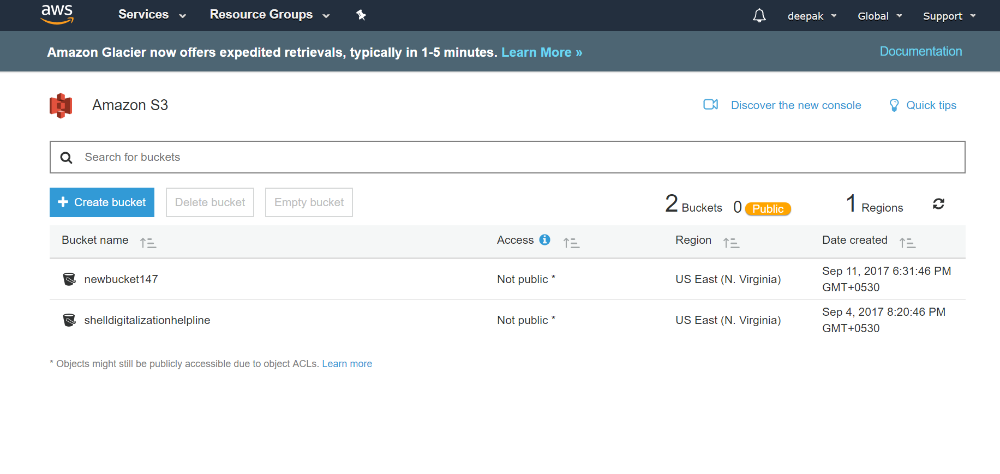 aws Services Resource Groups deepak Global Support
Amazon Glacier now offers expedited retrievals, typically in 1-5 minutes. Learn More » Documentation
Amazon S3 Discover the new console Quick tips
Search for buckets
+ Create bucket Delete bucket Empty bucket 2 Buckets 0 Public 1 Regions
Bucket name Access Region Date created
newbucket147 Not public * US East (N. Virginia) Sep 11, 2017 6:31:46 PM
GMT+0530
shelldigitalizationhelpline Not public * US East (N. Virginia) Sep 4, 2017 8:20:46 PM
GMT+0530
* Objects might still be publicly accessible due to object ACLs. Learn more